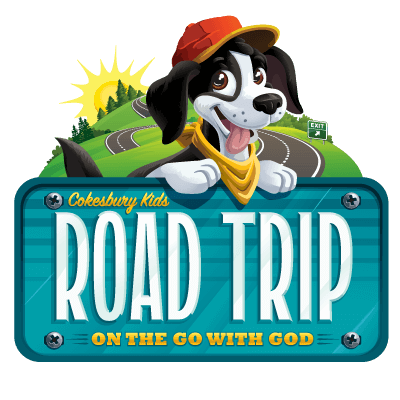 EXIT
Cokesbury Kids
ROAD TRIP
ON THE GO WITH GOD